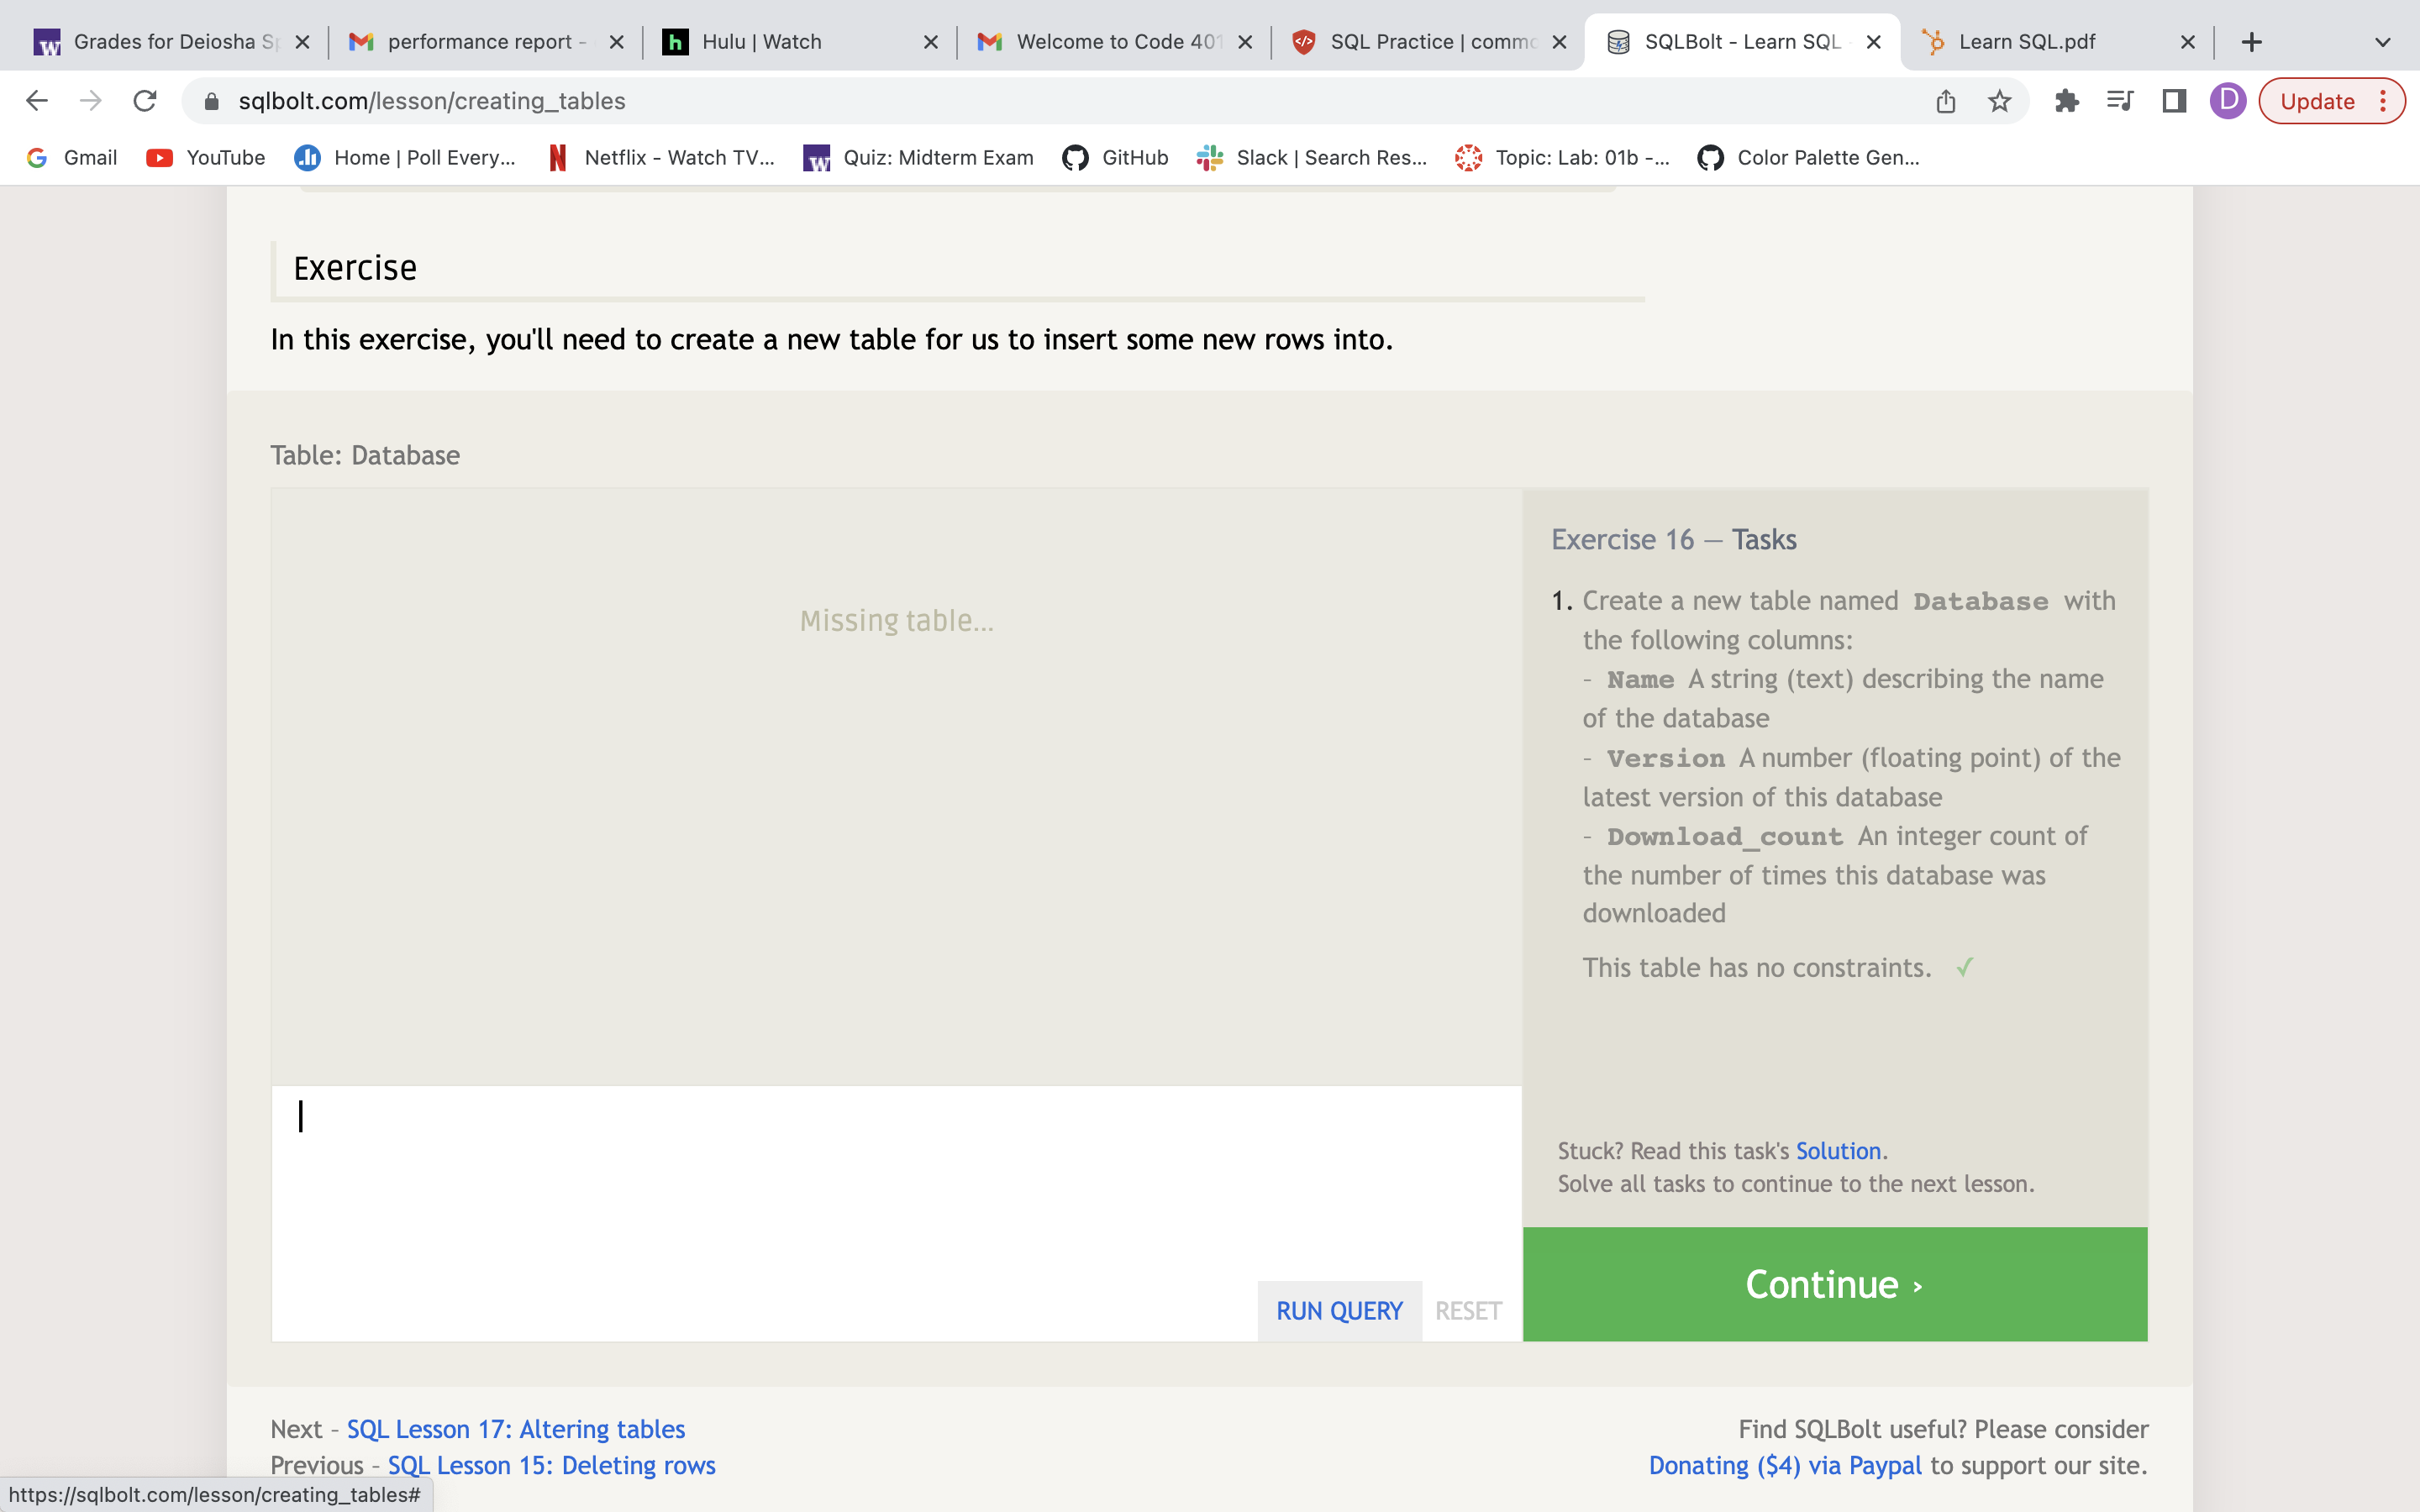 Grades for Deiosha Sp
performance report -
Hulu | Watch
Welcome to Code 401
SQL Practice | commo
SQLBolt - Learn SQL -
Learn SQL.pdf
sqlbolt.com/lesson/creating_tables
D
Update
Gmail
YouTube
Home | Poll Every...
Netflix - Watch TV...
Quiz: Midterm Exam
GitHub
Slack | Search Res...
Topic: Lab: 01b -...
Color Palette Gen...
Exercise
In this exercise, you'll need to create a new table for us to insert some new rows into.
Table: Database
Missing table...
Exercise 16 — Tasks
1. Create a new table named Database with
the following columns:
- Name A string (text) describing the name
of the database
- Version A number (floating point) of the
latest version of this database
- Download_count An integer count of
the number of times this database was
downloaded
This table has no constraints. ✓
Stuck? Read this task's Solution.
Solve all tasks to continue to the next lesson.
RUN QUERY
RESET
Continue ›
Next – SQL Lesson 17: Altering tables
Previous – SQL Lesson 15: Deleting rows
Find SQLBolt useful? Please consider
Donating ($4) via Paypal to support our site.
https://sqlbolt.com/lesson/creating_tables#